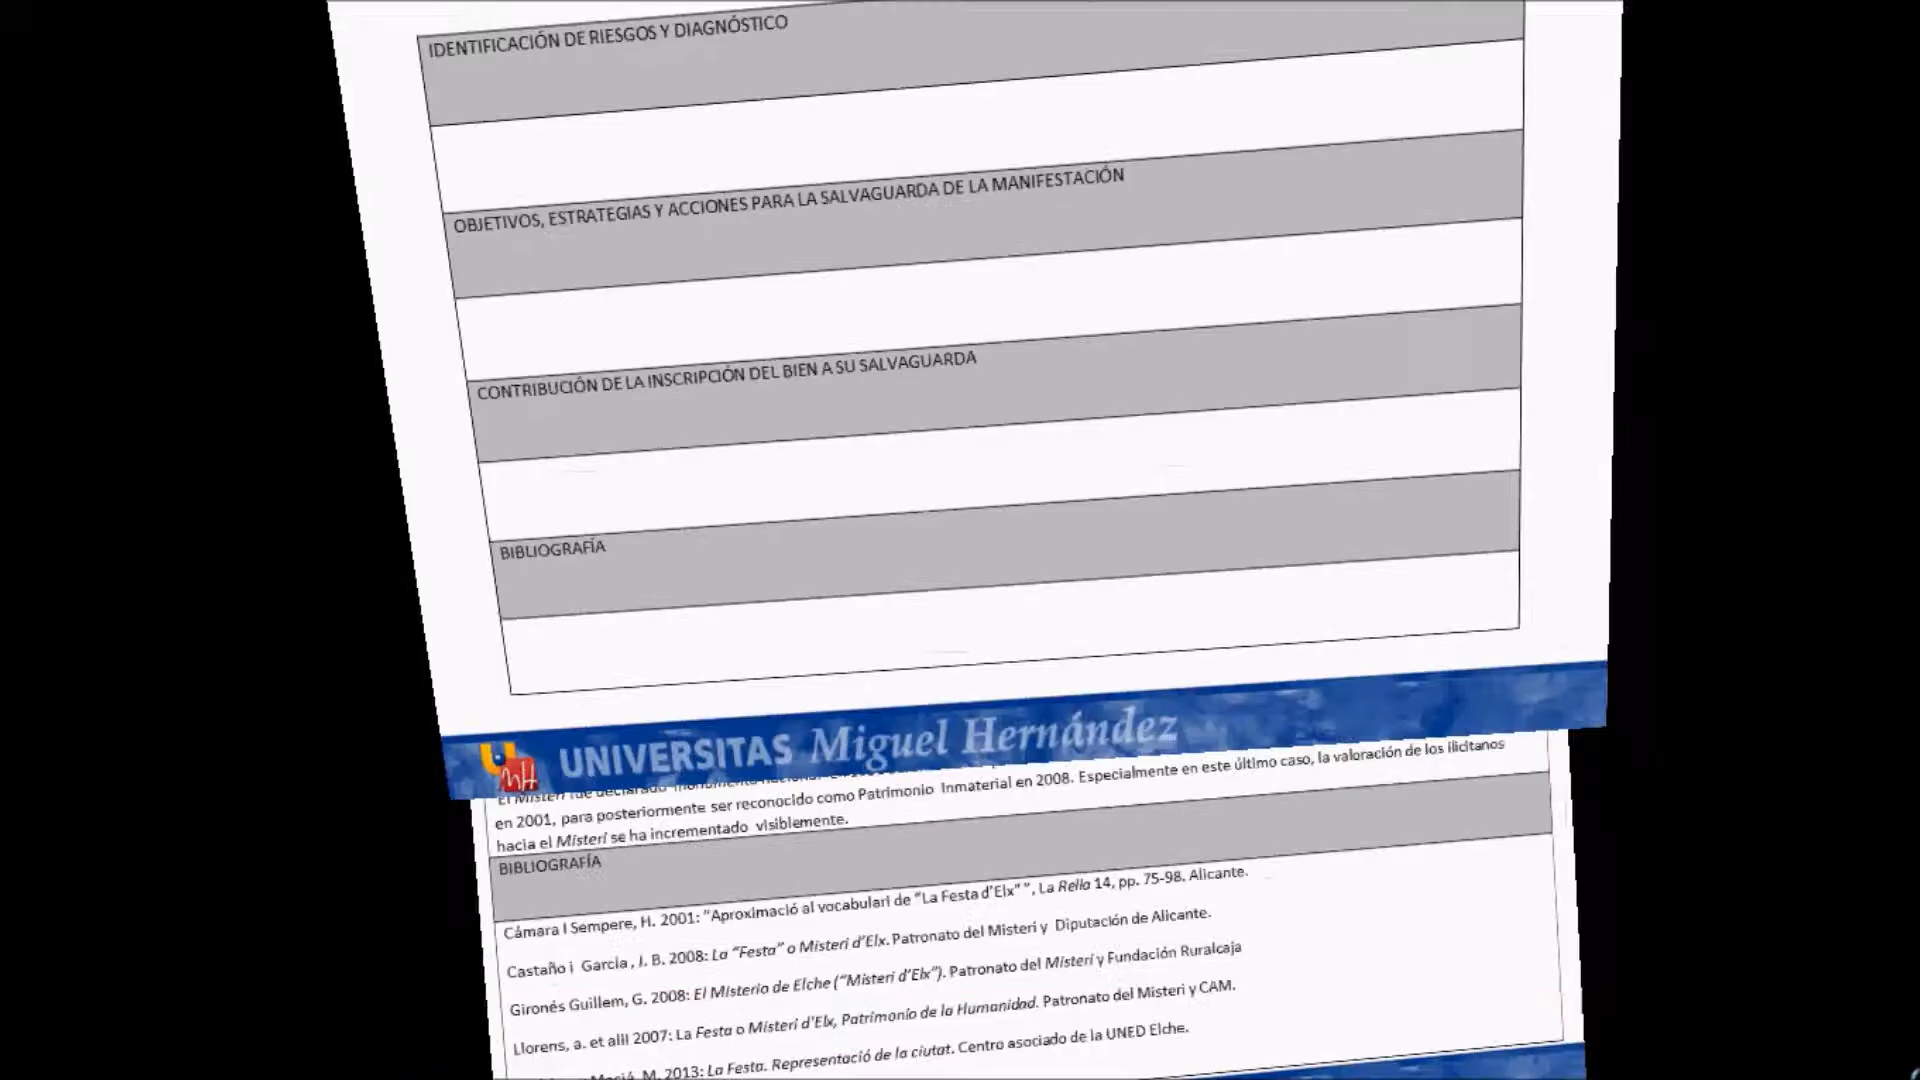 IDENTIFICACIÓN DE RIESGOS Y DIAGNÓSTICO
OBJETIVOS, ESTRATEGIAS Y ACCIONES PARA LA SALVAGUARDA DE LA MANIFESTACIÓN
CONTRIBUCIÓN DE LA INSCRIPCIÓN DEL BIEN A SU SALVAGUARDA
BIBLIOGRAFÍA
UNIVERSITAS Miguel Hernández
El Misteri fue declarado
en 2001, para posteriormente ser reconocido como Patrimonio Inmaterial en 2008. Especialmente en este último caso, la valoración de los ilicitanos
hacia el Misteri se ha incrementado visiblemente.
BIBLIOGRAFÍA
Cámara I Sempere, H. 2001: "Aproximació al vocabulari de "La Festa d'Elx" ", La Rella 14, pp. 75-98. Alicante.
Castaño i García, J. B. 2008: La "Festa" o Misteri d'Elx. Patronato del Misteri y Diputación de Alicante.
Gironés Guillem, G. 2008: El Misterio de Elche ("Misteri d'Elx"). Patronato del Misteri y Fundación Ruralcaja
Llorens, a. et alii 2007: La Festa o Misteri d'Elx, Patrimonio de la Humanidad. Patronato del Misteri y CAM.
Maciá, M. 2013: La Festa. Representació de la ciutat. Centro asociado de la UNED Elche.